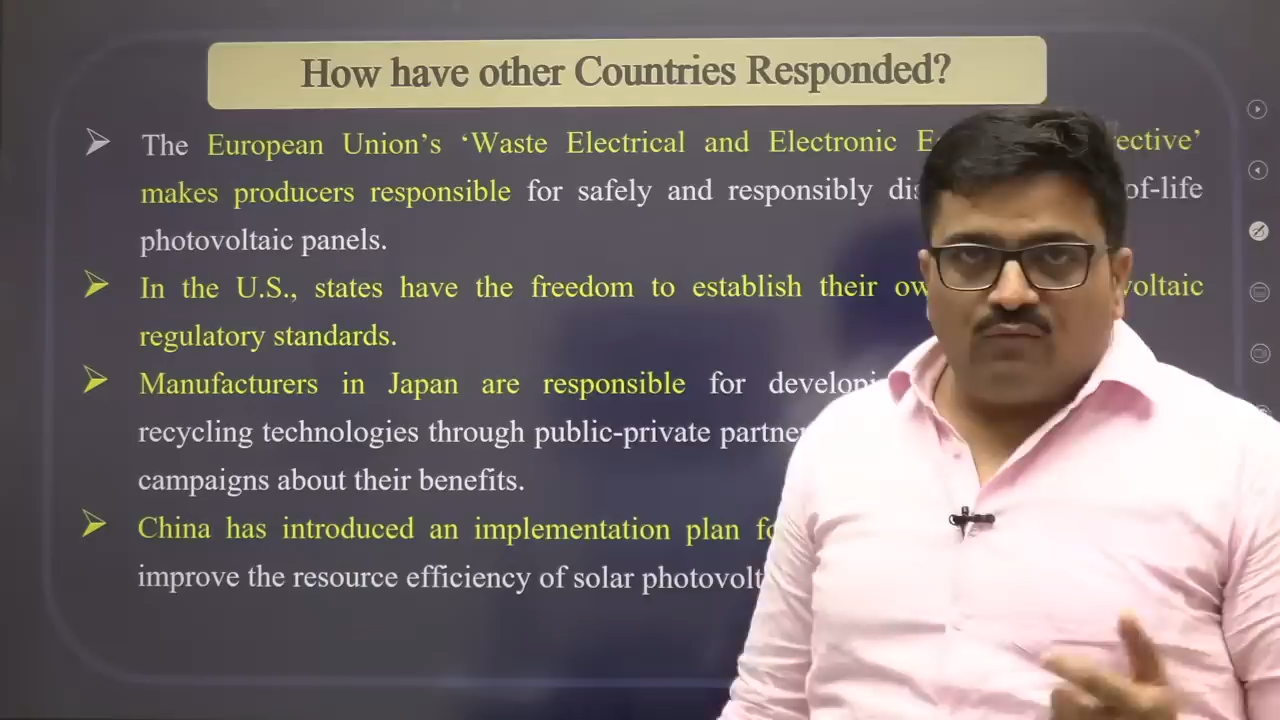 How have other Countries Responded?
The European Union's ‘Waste Electrical and Electronic
makes producers responsible for safely and responsibly of-life
photovoltaic panels.
In the U.S., states have the freedom to establish their
regulatory standards.
Manufacturers in Japan are responsible for
recycling technologies through public-private
campaigns about their benefits.
China has introduced an implementation plan
improve the resource efficiency of solar